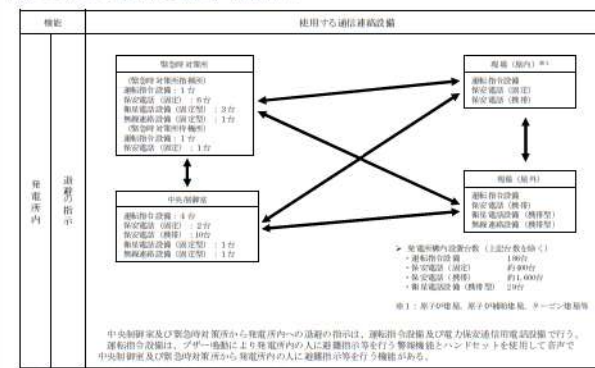 機能
使用する通信連絡設備
発電所内
退避の指示
緊急時対策所
(緊急時対策所指揮所)
運転指令設備:1台
保安電話(固定):6台
衛星電話設備(固定型):3台
無線連絡設備(固定型):1台
(緊急時対策所待機所)
運転指令設備:1台
保安電話(固定):1台
中央制御室
運転指令設備:4台
保安電話(固定):2台
保安電話(携帯):10台
衛星電話設備(固定型):1台
無線連絡設備(固定型):1台
現場(屋内)※1
運転指令設備
保安電話(固定)
保安電話(携帯)
現場(屋外)
運転指令設備
保安電話(携帯)
衛星電話設備(携帯型)
無線連絡設備(携帯型)
➢ 発電所構内設置台数(上記台数を除く)
・運転指令設備 186台
・保安電話(固定) 約400台
・保安電話(携帯) 約1,600台
・衛星電話設備(携帯型) 29台
※1:原子炉建屋、原子炉補助建屋、タービン建屋等
中央制御室及び緊急時対策所から発電所内への退避の指示は、運転指令設備及び電力保安通信用電話設備で行う。
運転指令設備は、ブザー鳴動により発電所内の人に避難指示等を行う警報機能とハンドセットを使用して音声で
中央制御室及び緊急時対策所から発電所内の人に避難指示等を行う機能がある。